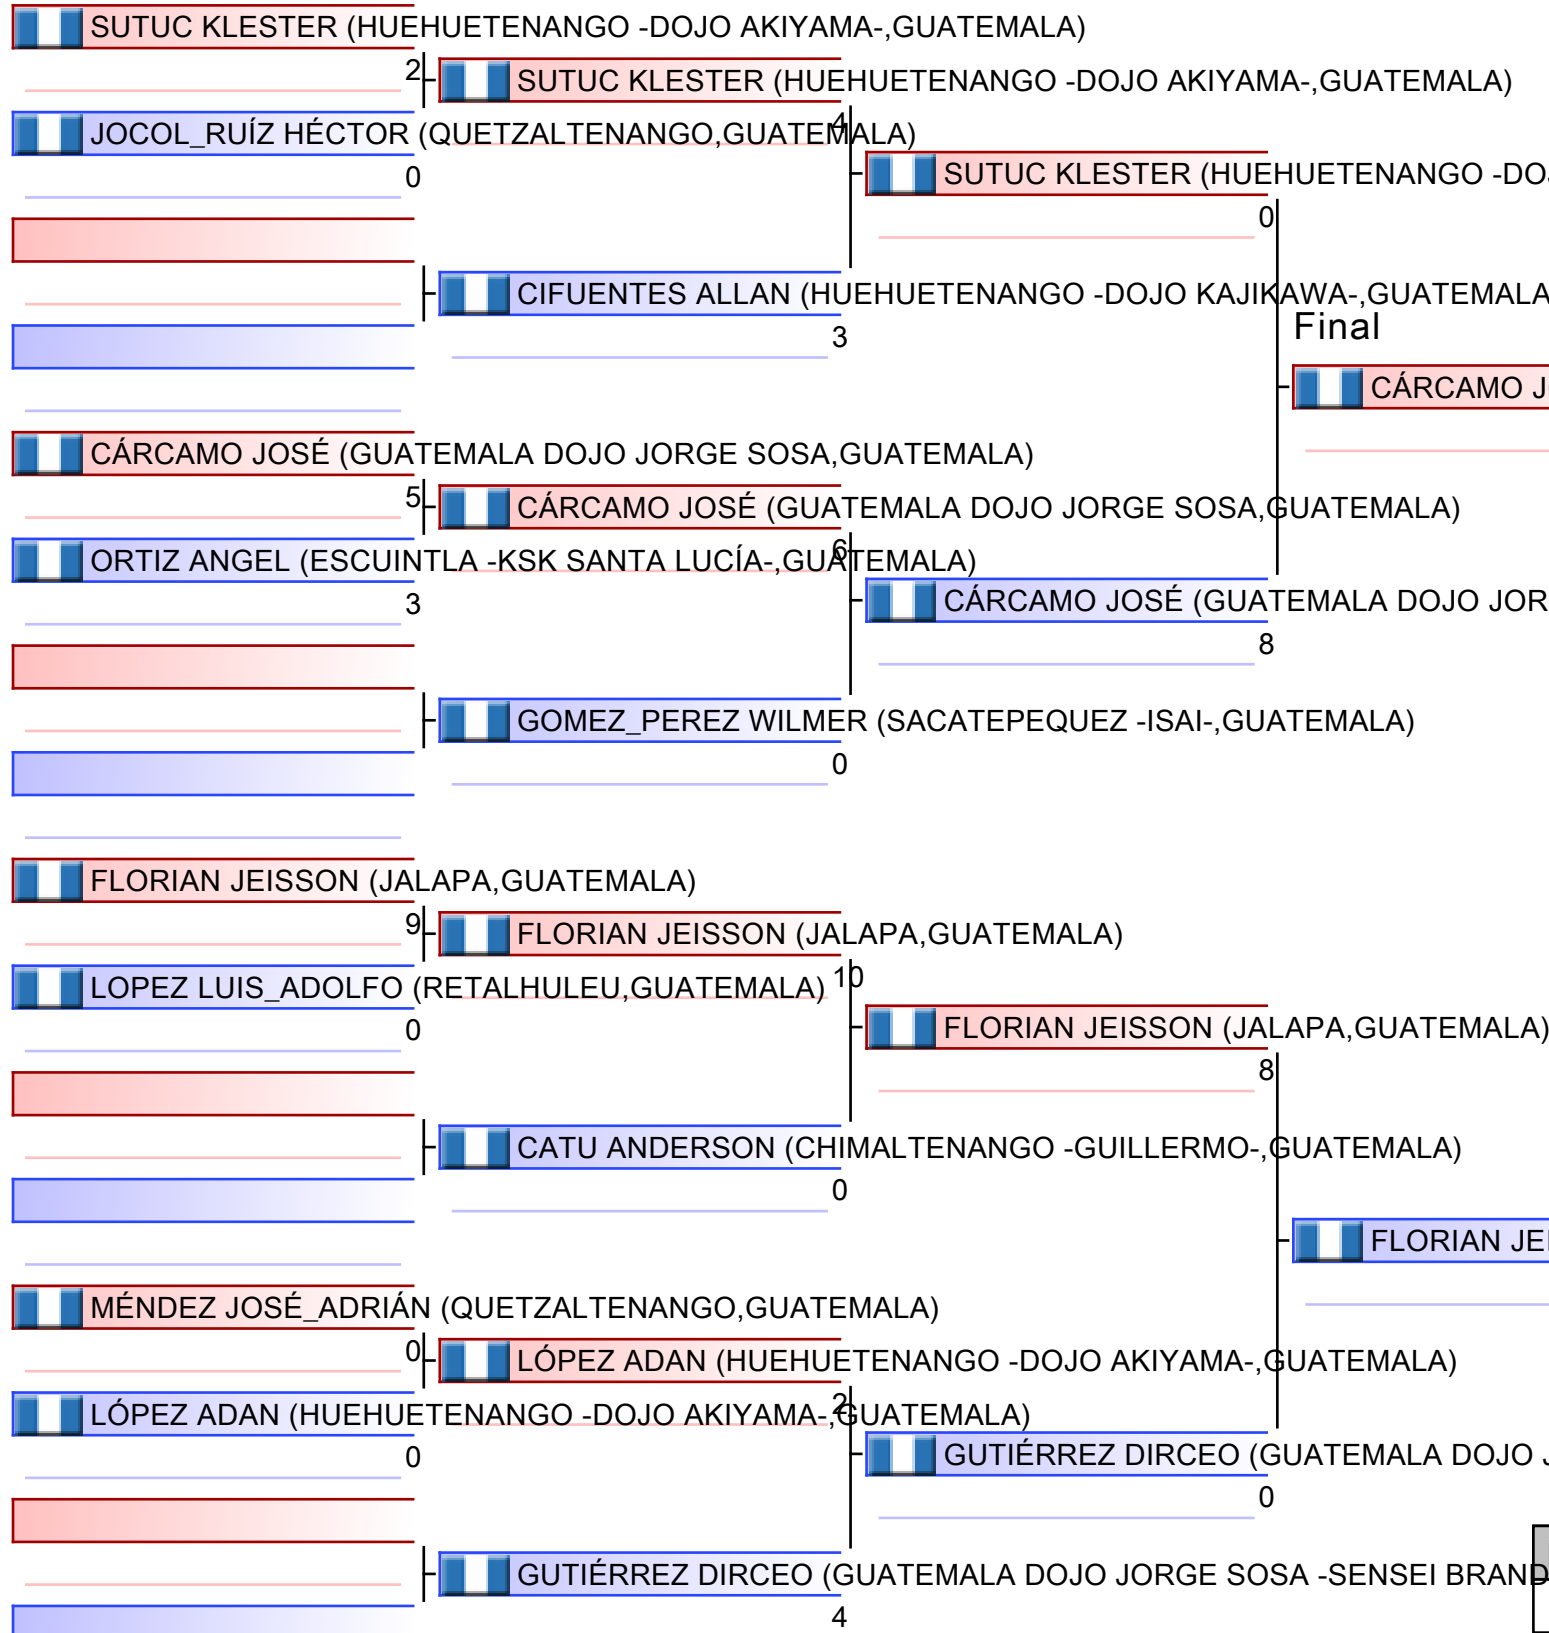 SUTUC KLESTER (HUEHUETENANGO -DOJO AKIYAMA-,GUATEMALA)
2
SUTUC KLESTER (HUEHUETENANGO -DOJO AKIYAMA-,GUATEMALA)
4
JOCOL_RUÍZ HÉCTOR (QUETZALTENANGO,GUATEMALA)
0
SUTUC KLESTER (HUEHUETENANGO -DO
0
CIFUENTES ALLAN (HUEHUETENANGO -DOJO KAJIKAWA-,GUATEMALA
3
Final
CÁRCAMO J
CÁRCAMO JOSÉ (GUATEMALA DOJO JORGE SOSA,GUATEMALA)
5
CÁRCAMO JOSÉ (GUATEMALA DOJO JORGE SOSA,GUATEMALA)
6
ORTIZ ANGEL (ESCUINTLA -KSK SANTA LUCÍA-,GUATEMALA)
3
CÁRCAMO JOSÉ (GUATEMALA DOJO JOR
8
GOMEZ_PEREZ WILMER (SACATEPEQUEZ -ISAI-,GUATEMALA)
0
FLORIAN JEISSON (JALAPA,GUATEMALA)
9
FLORIAN JEISSON (JALAPA,GUATEMALA)
10
LOPEZ LUIS_ADOLFO (RETALHULEU,GUATEMALA)
0
FLORIAN JEISSON (JALAPA,GUATEMALA)
8
CATU ANDERSON (CHIMALTENANGO -GUILLERMO-,GUATEMALA)
0
FLORIAN JE
MÉNDEZ JOSÉ_ADRIÁN (QUETZALTENANGO,GUATEMALA)
0
LÓPEZ ADAN (HUEHUETENANGO -DOJO AKIYAMA-,GUATEMALA)
2
LÓPEZ ADAN (HUEHUETENANGO -DOJO AKIYAMA-,GUATEMALA)
0
GUTIÉRREZ DIRCEO (GUATEMALA DOJO J
0
GUTIÉRREZ DIRCEO (GUATEMALA DOJO JORGE SOSA -SENSEI BRAND
4